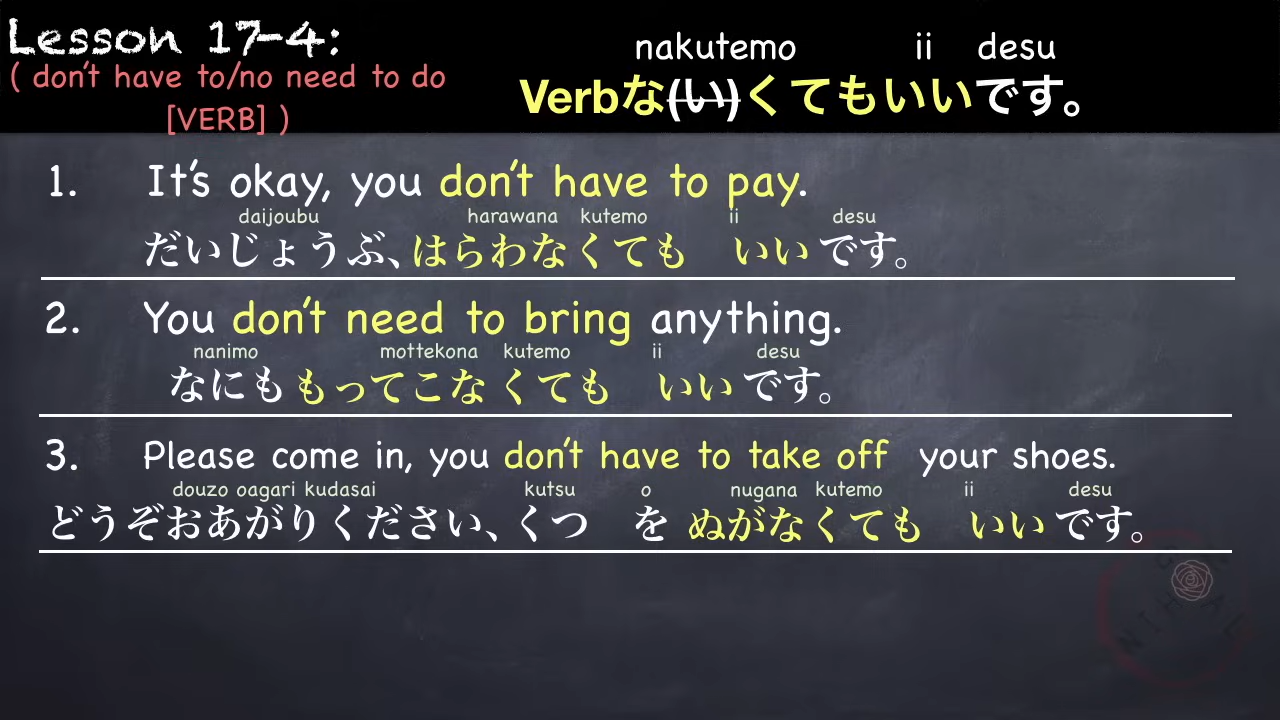 Lesson 17-4:
( don't have to/no need to do
[VERB] )
nakutemo ii desu
Verbな(い)くてもいいです。
1. It's okay, you don't have to pay.
daijoubu harawana kutemo ii desu
だいじょうぶ、はらわなくても いいです。
2. You don't need to bring anything.
nanimo mottekona kutemo ii desu
なにももってこなくても いいです。
3. Please come in, you don't have to take off your shoes.
douzo oagari kudasai kutsu o nugana kutemo ii desu
どうぞおあがりください、くつ を ぬがなくても いいです。